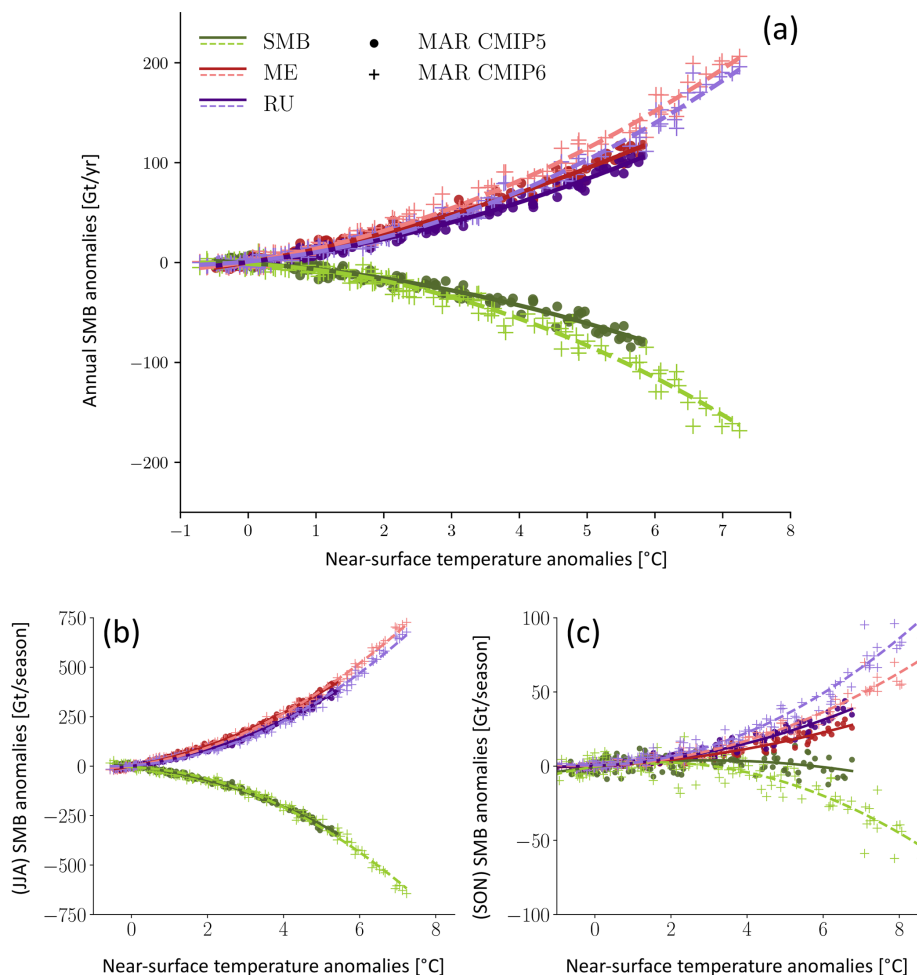 (a)
SMB
ME
RU
MAR CMIP5
MAR CMIP6
200
100
0
−100
−200
Annual SMB anomalies [Gt/yr]
−1 0 1 2 3 4 5 6 7 8
Near-surface temperature anomalies [°C]
(b)
750
500
250
0
−250
−500
−750
(JJA) SMB anomalies [Gt/season]
0 2 4 6 8
Near-surface temperature anomalies [°C]
(c)
100
50
0
−50
−100
(SON) SMB anomalies [Gt/season]
0 2 4 6 8
Near-surface temperature anomalies [°C]